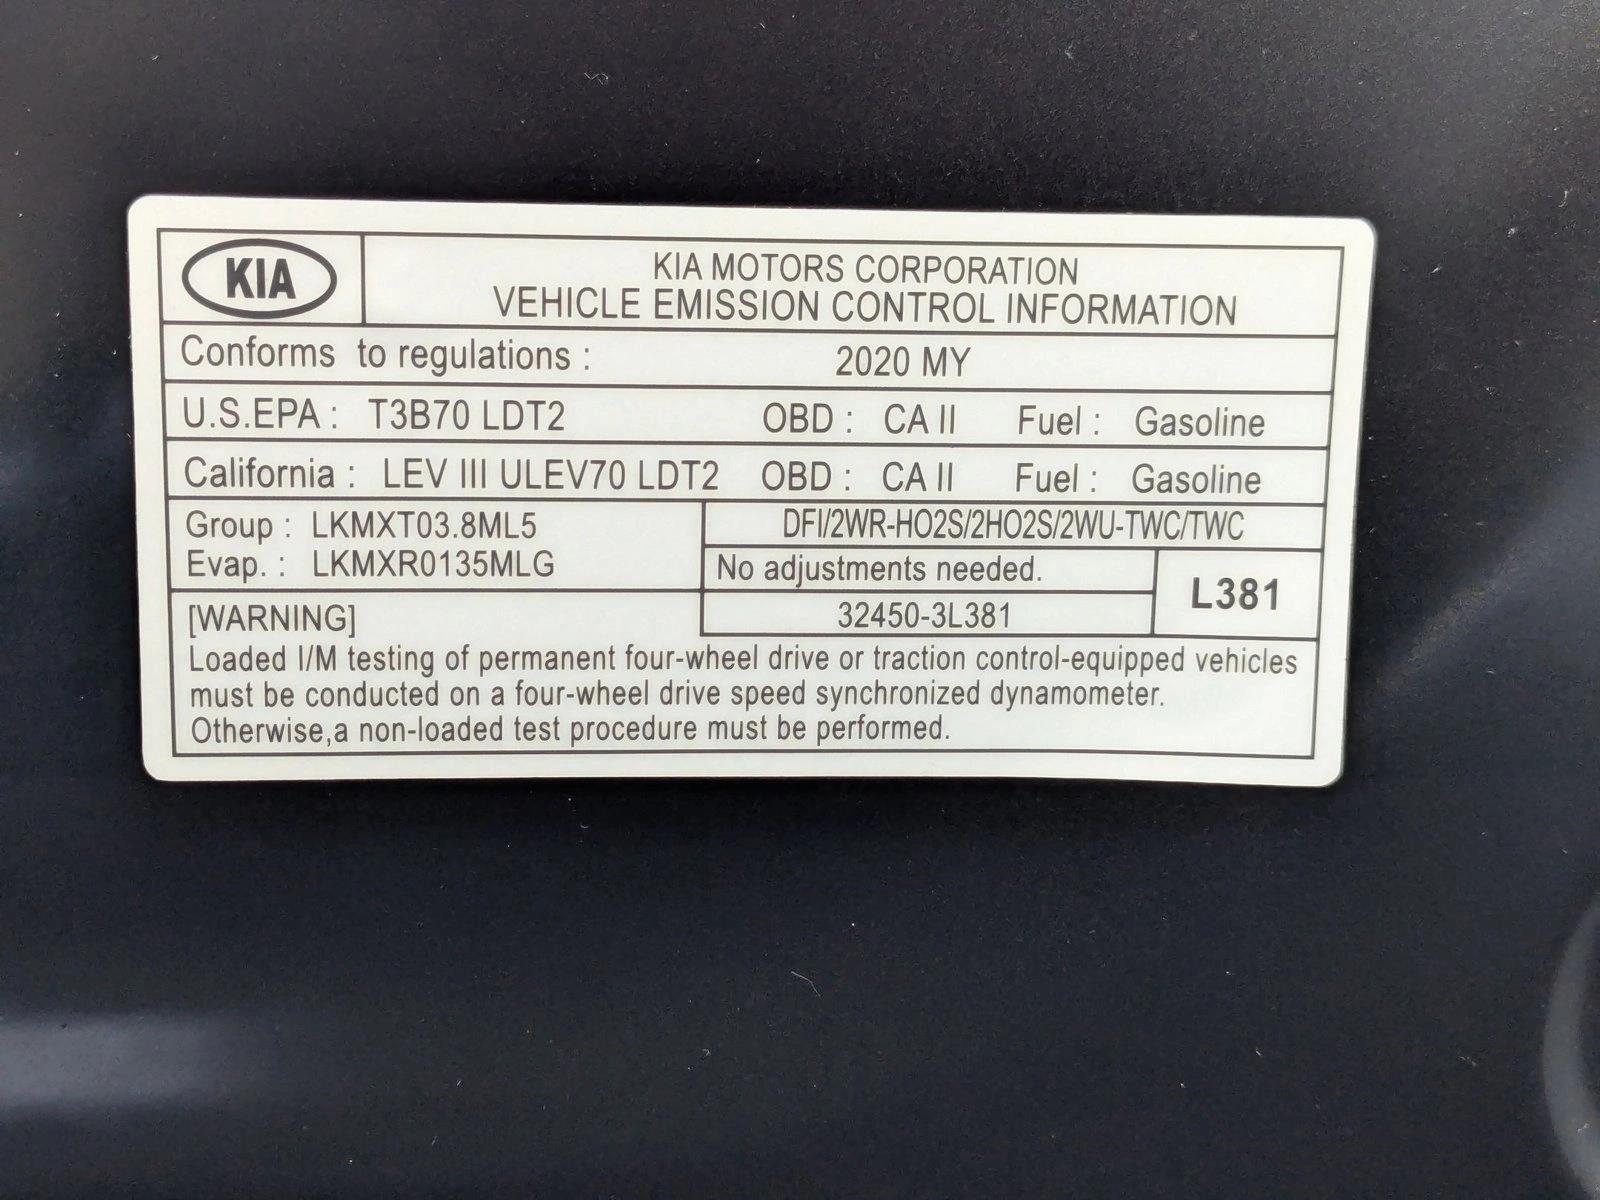 KIA
KIA MOTORS CORPORATION
VEHICLE EMISSION CONTROL INFORMATION
Conforms to regulations : 2020 MY
U.S.EPA : T3B70 LDT2 OBD : CA II Fuel : Gasoline
California : LEV III ULEV70 LDT2 OBD : CA II Fuel : Gasoline
Group : LKMXT03.8ML5
Evap. : LKMXR0135MLG
DFI/2WR-HO2S/2HO2S/2WU-TWC/TWC
No adjustments needed.
32450-3L381
L381
[WARNING]
Loaded I/M testing of permanent four-wheel drive or traction control-equipped vehicles
must be conducted on a four-wheel drive speed synchronized dynamometer.
Otherwise,a non-loaded test procedure must be performed.